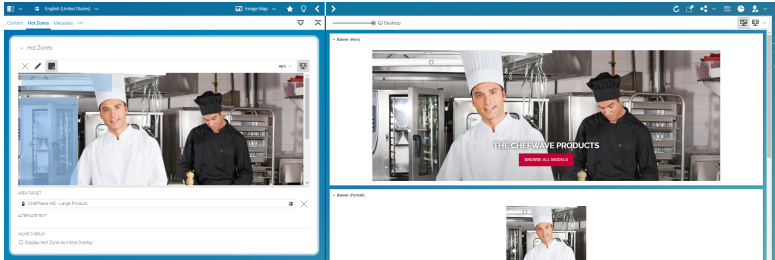 English (United States)
Image Map
Content Hot Zones Metadata
Desktop
Hot Zones
46%
AREA TARGET
ChefWave-HD - Large Product
ALTERNATE TEXT
INLINE OVERLAY
Display Hot Zone as Inline Overlay
Banner (Hero)
THE CHEFWAVE PRODUCTS
BROWSE ALL MODELS
Banner (Portrait)